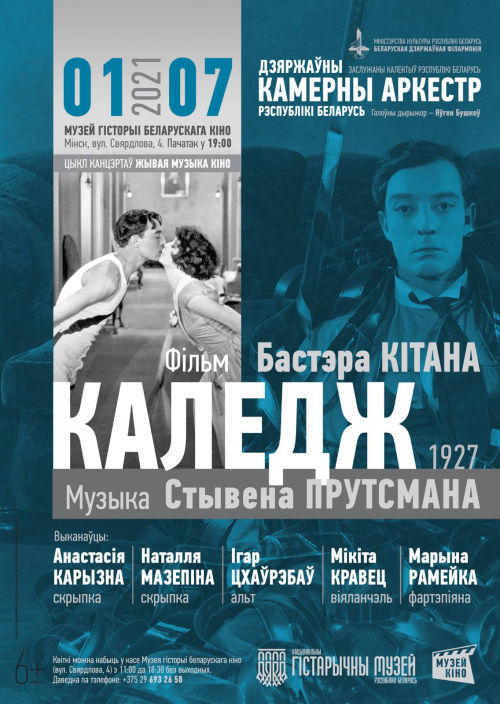 МІНІСТЭРСТВА КУЛЬТУРЫ РЭСПУБЛІКІ БЕЛАРУСЬ
БЕЛАРУСКАЯ ДЗЯРЖАЎНАЯ ФІЛАРМОНІЯ
01 2021 07
МУЗЕЙ ГІСТОРЫІ БЕЛАРУСКАГА КІНО
Мінск, вул. Свярдлова, 4. Пачатак у 19:00
ЦЫКЛ КАНЦЭРТАЎ ЖЫВАЯ МУЗЫКА КІНО
ДЗЯРЖАЎНЫ ЗАСЛУЖАНЫ КАЛЕКТЫЎ РЭСПУБЛІКІ БЕЛАРУСЬ
КАМЕРНЫ АРКЕСТР
РЭСПУБЛІКІ БЕЛАРУСЬ Галоўны дырыжор – Яўген Бушкоў
Фільм Бастэра КІТАНА
КАЛЕДЖ 1927
Музыка Стывена ПРУТСМАНА
Выканаўцы:
Анастасія КАРЫЗНА скрыпка
Наталля МАЗЕПІНА скрыпка
Ігар ЦХАЎРЭБАЎ альт
Мікіта КРАВЕЦ віяланчэль
Марына РАМЕЙКА фартэпіяна
6+
Квіткі можна набыць у касе Музея гісторыі беларускага кіно
(вул. Свярдлова, 4) з 11:00 да 18:30 без выходных.
Даведка па тэлефоне: +375 29 693 26 58
НАЦЫЯНАЛЬНЫ
ГІСТАРЫЧНЫ МУЗЕЙ
РЭСПУБЛІКІ БЕЛАРУСЬ
МУЗЕЙ
КІНО